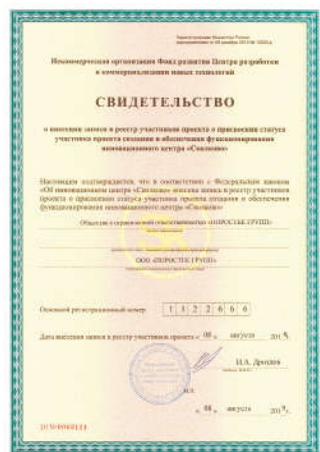 Некоммерческая организация Фонд развития Центра разработки
и коммерциализации новых технологий
СВИДЕТЕЛЬСТВО
о внесении записи в реестр участников проекта о присвоении статуса
участника проекта создания и обеспечения функционирования
инновационного центра «Сколково»
Настоящим подтверждается, что в соответствии с Федеральным законом
«Об инновационном центре «Сколково» внесена запись в реестр участников
проекта о присвоении статуса участника проекта создания и обеспечения
функционирования инновационного центра «Сколково»
Общество с ограниченной ответственностью «ПОРОСТЕК ГРУПП»
ООО «ПОРОСТЕК ГРУПП»
Основной регистрационный номер 1 1 2 2 6 6 6
Дата внесения записи в реестр участников проекта « 08 » августа 201
И.А. Дроздов
М.П.
« 08 » августа 201 г.